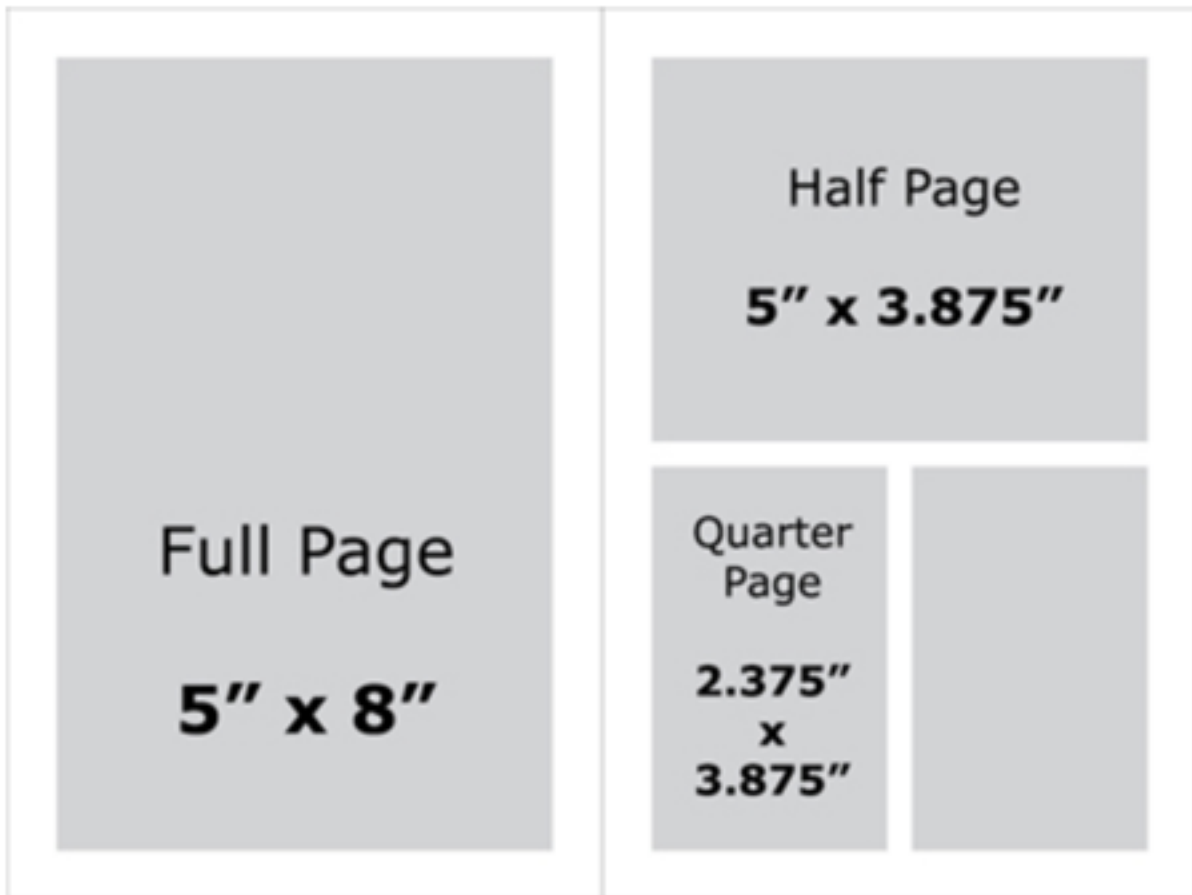 Full Page
5” x 8”
Half Page
5” x 3.875”
Quarter
Page
2.375”
x
3.875”